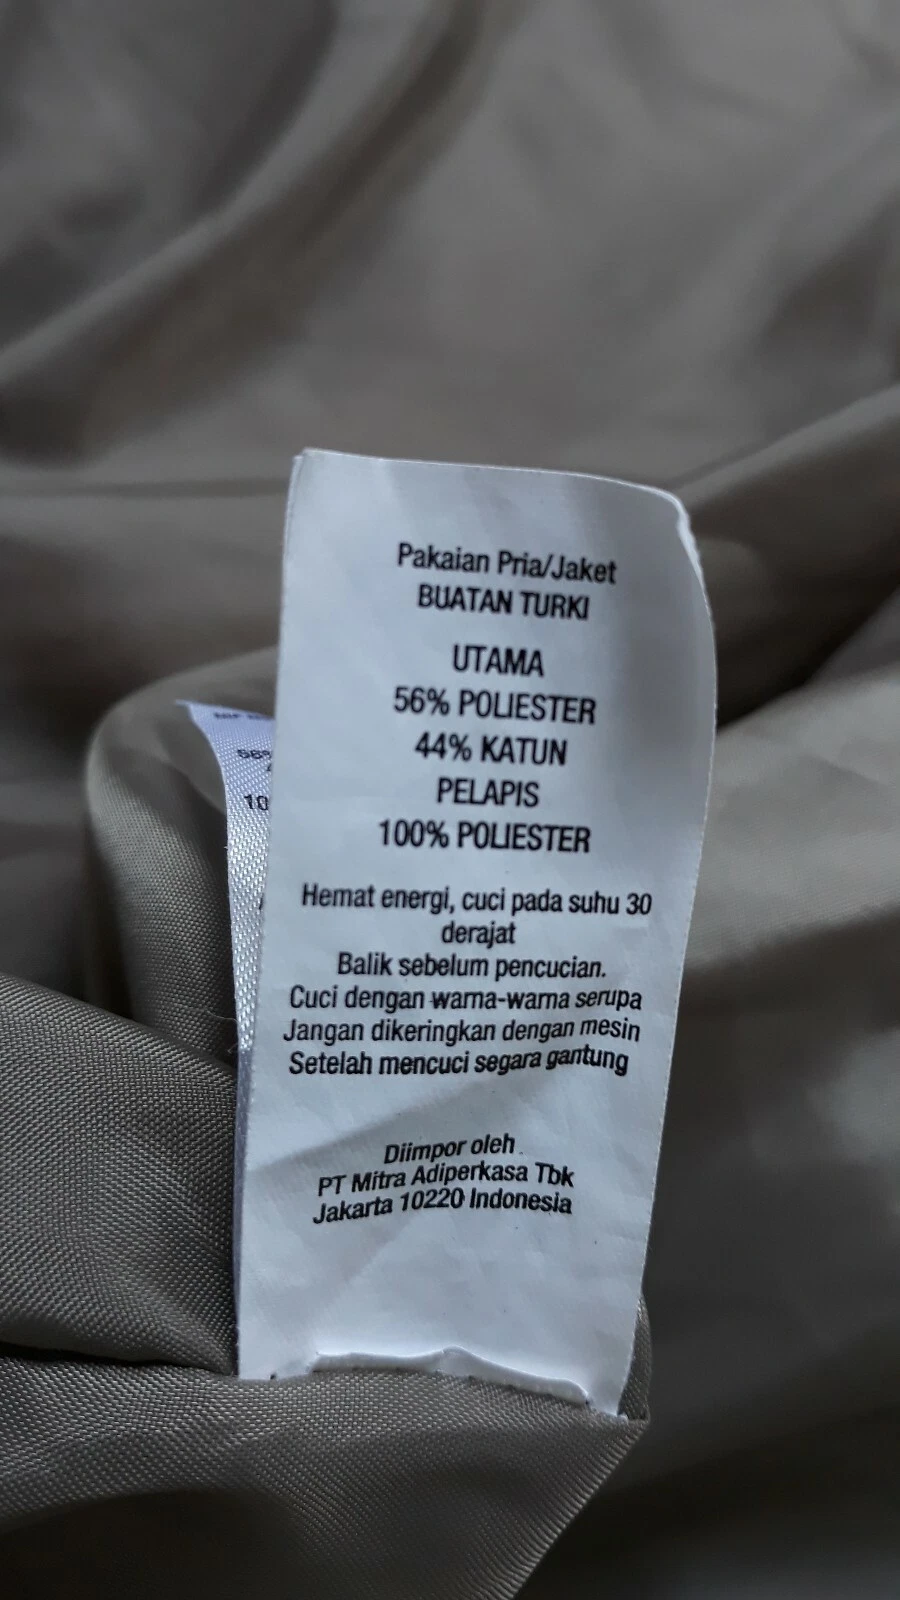 Pakaian Pria/Jaket
BUATAN TURKI
UTAMA
56% POLIESTER
44% KATUN
PELAPIS
100% POLIESTER
Hemat energi, cuci pada suhu 30
derajat
Balik sebelum pencucian.
Cuci dengan warna-warna serupa
Jangan dikeringkan dengan mesin
Setelah mencuci segara gantung
Diimpor oleh
PT Mitra Adiperkasa Tbk
Jakarta 10220 Indonesia